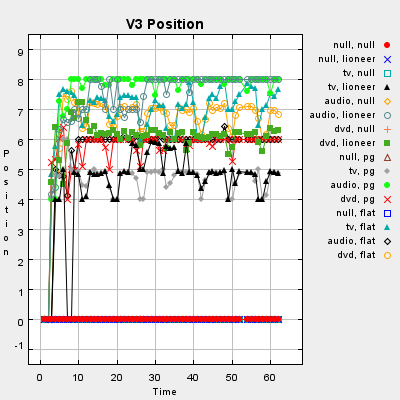 V3 Position
9
8
7
6
5
4
3
2
1
0
-1
0
10
20
30
40
50
60
Position
Time
null, null
null, lioneer
tv, null
tv, lioneer
audio, null
audio, lioneer
dvd, null
dvd, lioneer
null, pg
tv, pg
audio, pg
dvd, pg
null, flat
tv, flat
audio, flat
dvd, flat